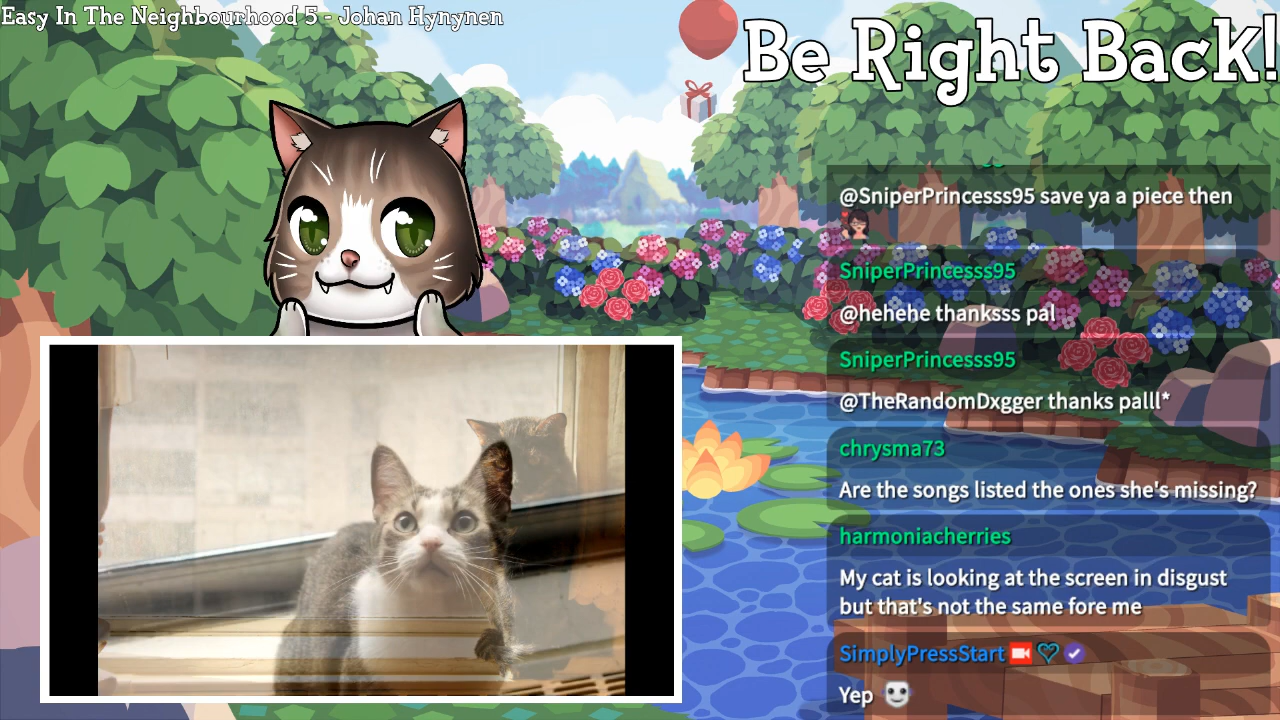 Easy In The Neighbourhood 5 - Johan Hynynen
Be Right Back!
@SniperPrincesss95 save ya a piece then
SniperPrincesss95
@hehehe thanksss pal
SniperPrincesss95
@TheRandomDxgger thanks palll*
chrysma73
Are the songs listed the ones she's missing?
harmoniacherries
My cat is looking at the screen in disgust
but that's not the same fore me
SimplyPressStart
Yep